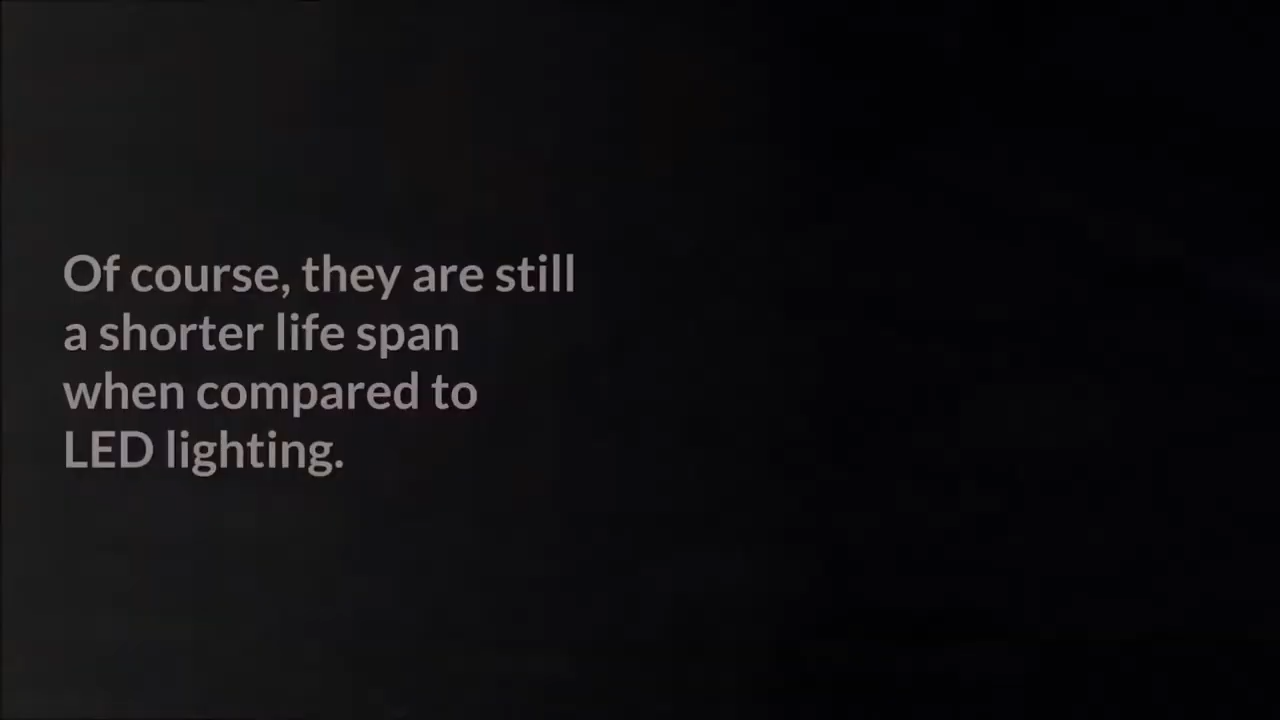 Of course, they are still
a shorter life span
when compared to
LED lighting.